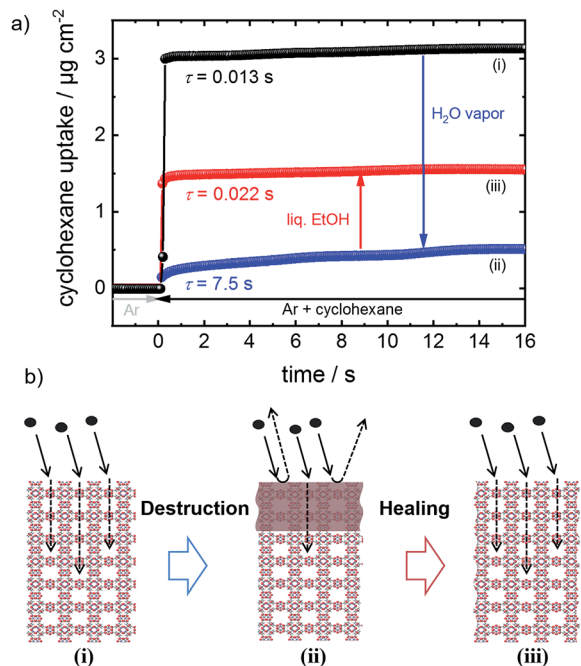 a)
cyclohexane uptake / µg cm⁻²
3
2
1
0
(i)
τ = 0.013 s
H₂O vapor
(iii)
τ = 0.022 s
liq. EtOH
(ii)
τ = 7.5 s
Ar
Ar + cyclohexane
-2 0 2 4 6 8 10 12 14 16
time / s
b)
Destruction
Healing
(i)
(ii)
(iii)